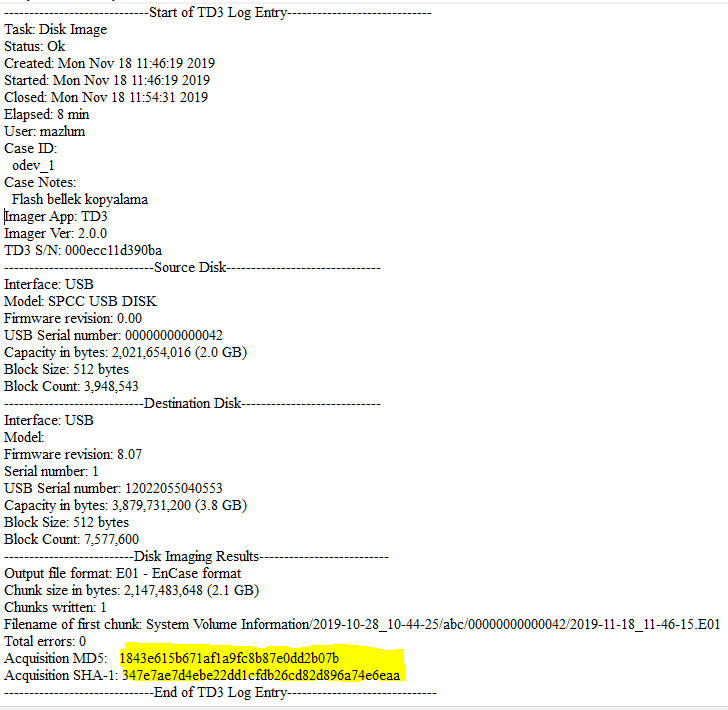 -----------------------------Start of TD3 Log Entry-----------------------------
Task: Disk Image
Status: Ok
Created: Mon Nov 18 11:46:19 2019
Started: Mon Nov 18 11:46:19 2019
Closed: Mon Nov 18 11:54:31 2019
Elapsed: 8 min
User: mazlum
Case ID:
odev_1
Case Notes:
Flash bellek kopyalama
Imager App: TD3
Imager Ver: 2.0.0
TD3 S/N: 000ecc11d390ba
------------------------------Source Disk-------------------------------
Interface: USB
Model: SPCC USB DISK
Firmware revision: 0.00
USB Serial number: 00000000000042
Capacity in bytes: 2,021,654,016 (2.0 GB)
Block Size: 512 bytes
Block Count: 3,948,543
----------------------------Destination Disk----------------------------
Interface: USB
Model:
Firmware revision: 8.07
Serial number: 1
USB Serial number: 12022055040553
Capacity in bytes: 3,879,731,200 (3.8 GB)
Block Size: 512 bytes
Block Count: 7,577,600
--------------------------Disk Imaging Results--------------------------
Output file format: E01 - EnCase format
Chunk size in bytes: 2,147,483,648 (2.1 GB)
Chunks written: 1
Filename of first chunk: System Volume Information/2019-10-28_10-44-25/abc/00000000000042/2019-11-18_11-46-15.E01
Total errors: 0
Acquisition MD5: 1843e615b671af1a9fc8b87e0dd2b07b
Acquisition SHA-1: 347e7ae7d4ebe22dd1cfdb26cd82d896a74e6eaa
------------------------------End of TD3 Log Entry------------------------------